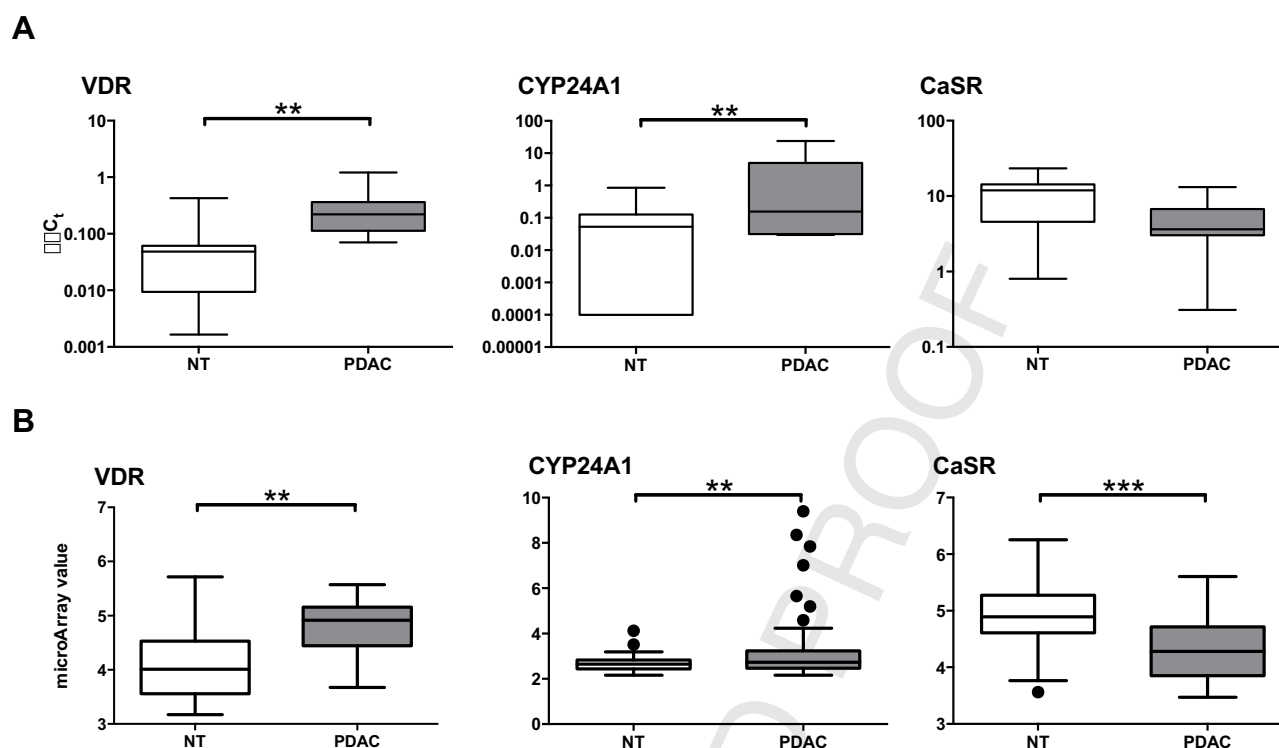 A
VDR
**
10
1
0.100
0.010
0.001
□□Ct
NT
PDAC
CYP24A1
**
100
10
1
0.1
0.01
0.001
0.0001
0.00001
NT
PDAC
CaSR
100
10
1
0.1
NT
PDAC
B
VDR
**
7
6
5
4
3
microArray value
NT
PDAC
CYP24A1
**
10
8
6
4
2
0
NT
PDAC
CaSR
***
7
6
5
4
3
NT
PDAC
D PROOF